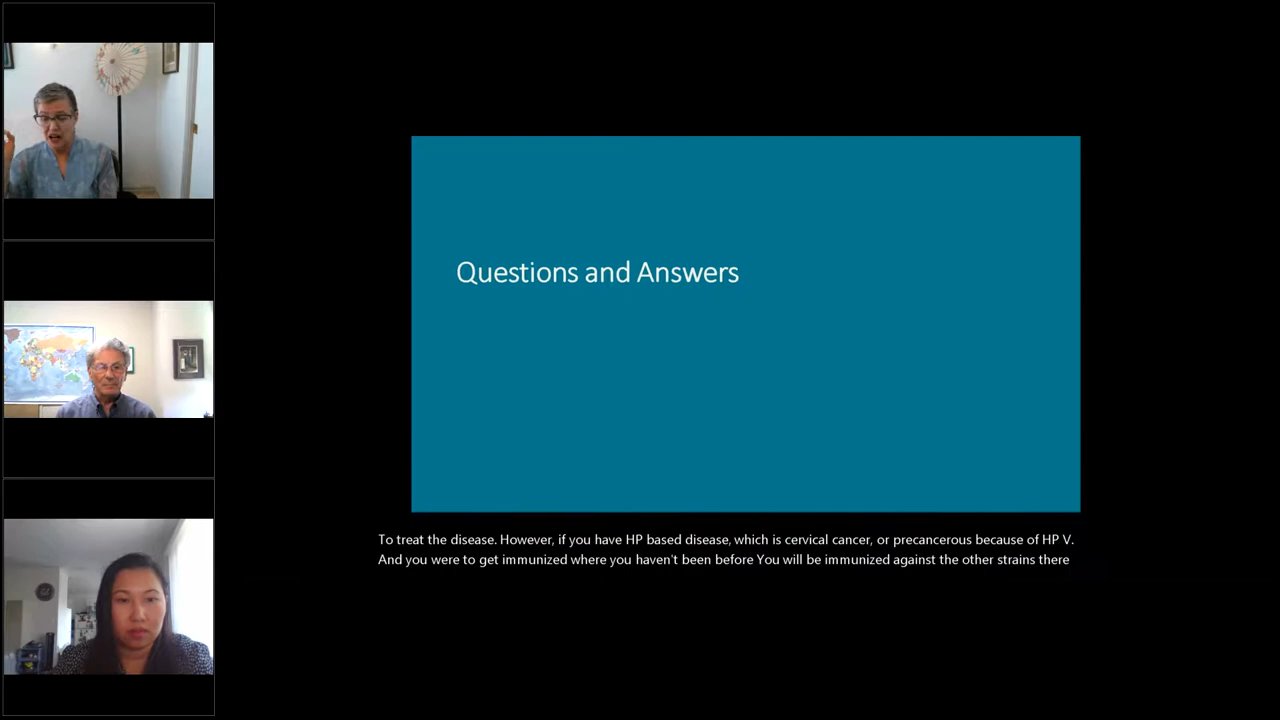 Questions and Answers
To treat the disease. However, if you have HP based disease, which is cervical cancer, or precancerous because of HP V.
And you were to get immunized where you haven't been before You will be immunized against the other strains there